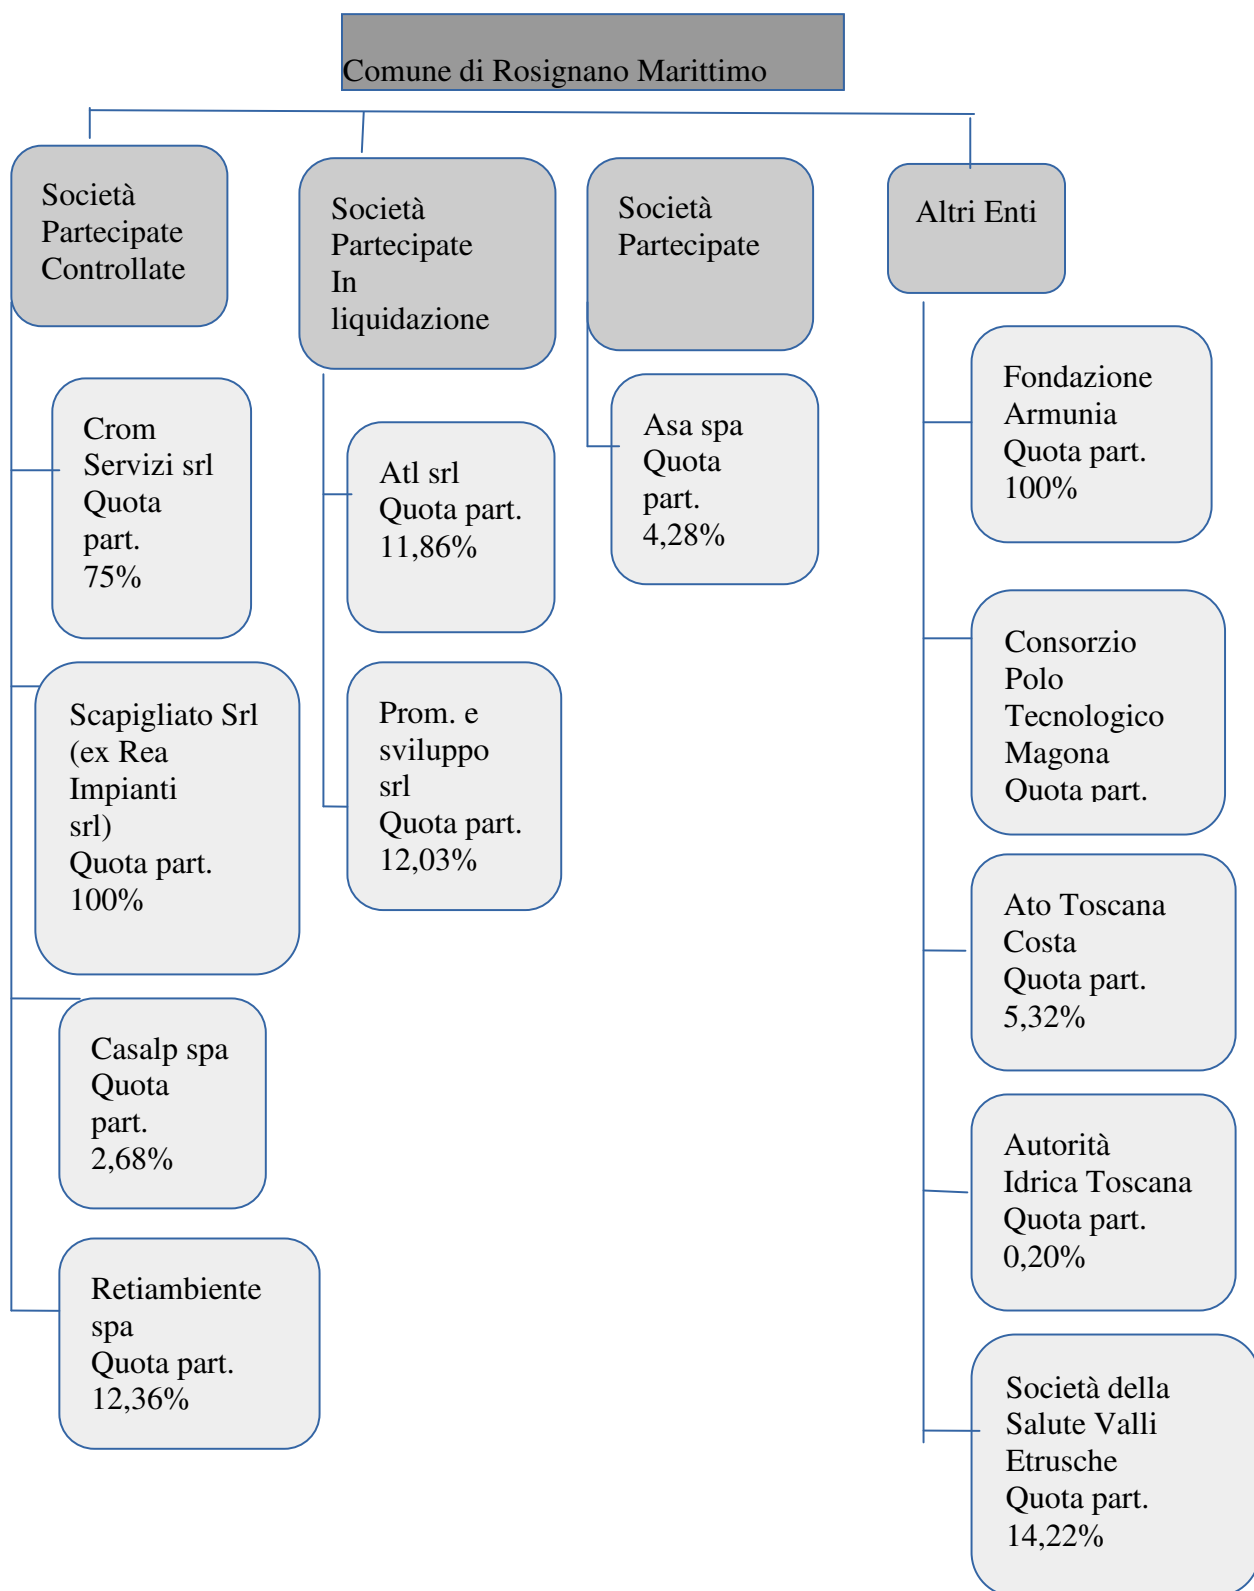 Comune di Rosignano Marittimo
Società
Partecipate
Controllate
Società
Partecipate
In
liquidazione
Società
Partecipate
Altri Enti
Crom
Servizi srl
Quota
part.
75%
Scapigliato Srl
(ex Rea
Impianti
srl)
Quota part.
100%
Casalp spa
Quota
part.
2,68%
Retiambiente
spa
Quota part.
12,36%
Atl srl
Quota part.
11,86%
Prom. e
sviluppo
srl
Quota part.
12,03%
Asa spa
Quota
part.
4,28%
Fondazione
Armunia
Quota part.
100%
Consorzio
Polo
Tecnologico
Magona
Quota part.
Ato Toscana
Costa
Quota part.
5,32%
Autorità
Idrica Toscana
Quota part.
0,20%
Società della
Salute Valli
Etrusche
Quota part.
14,22%